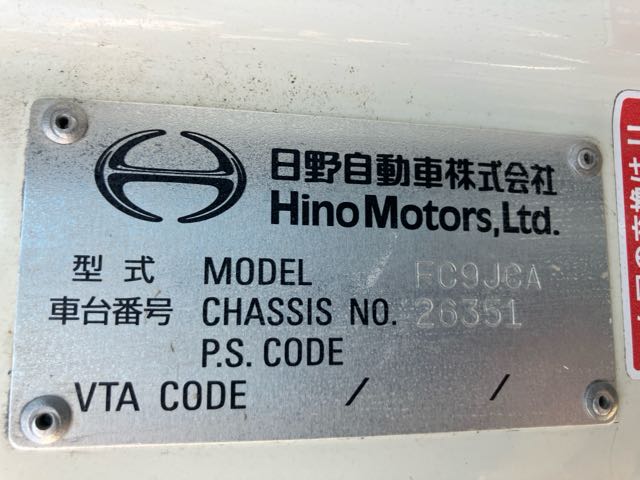 日野自動車株式会社
Hino Motors, Ltd.
型式 MODEL FC9JCA
車台番号 CHASSIS NO. 26351
P.S. CODE
VTA CODE / /